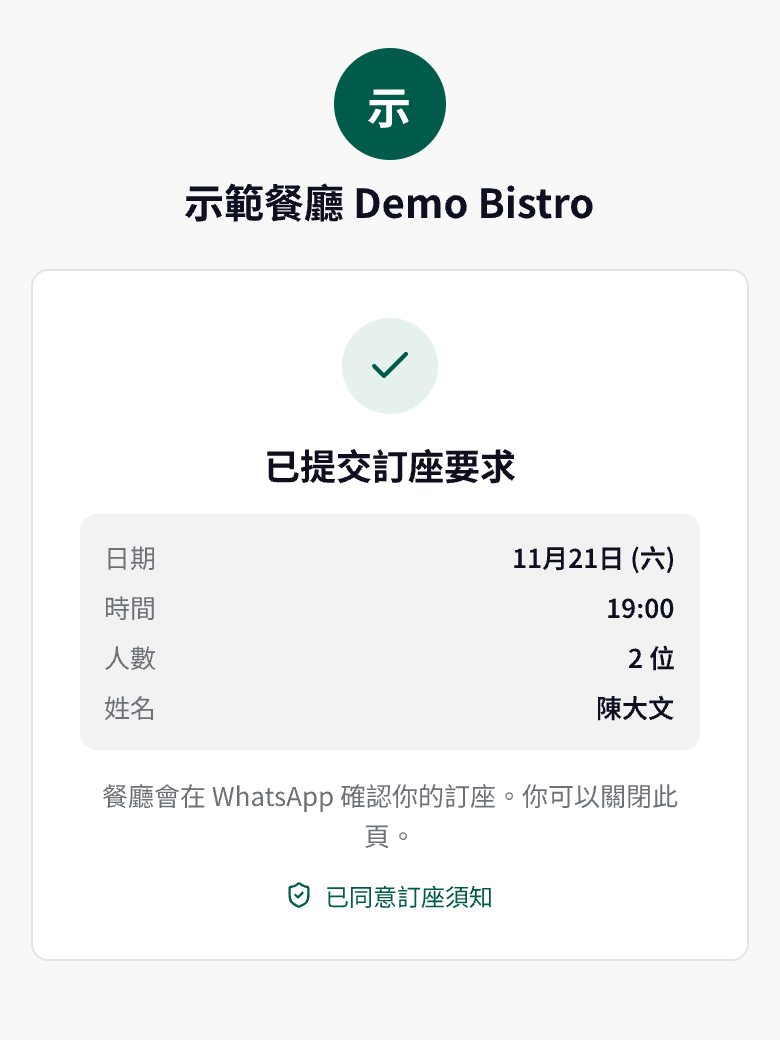 示
示範餐廳 Demo Bistro
已提交訂座要求
日期 11月21日 (六)
時間 19:00
人數 2 位
姓名 陳大文
餐廳會在 WhatsApp 確認你的訂座。你可以關閉此
頁。
已同意訂座須知